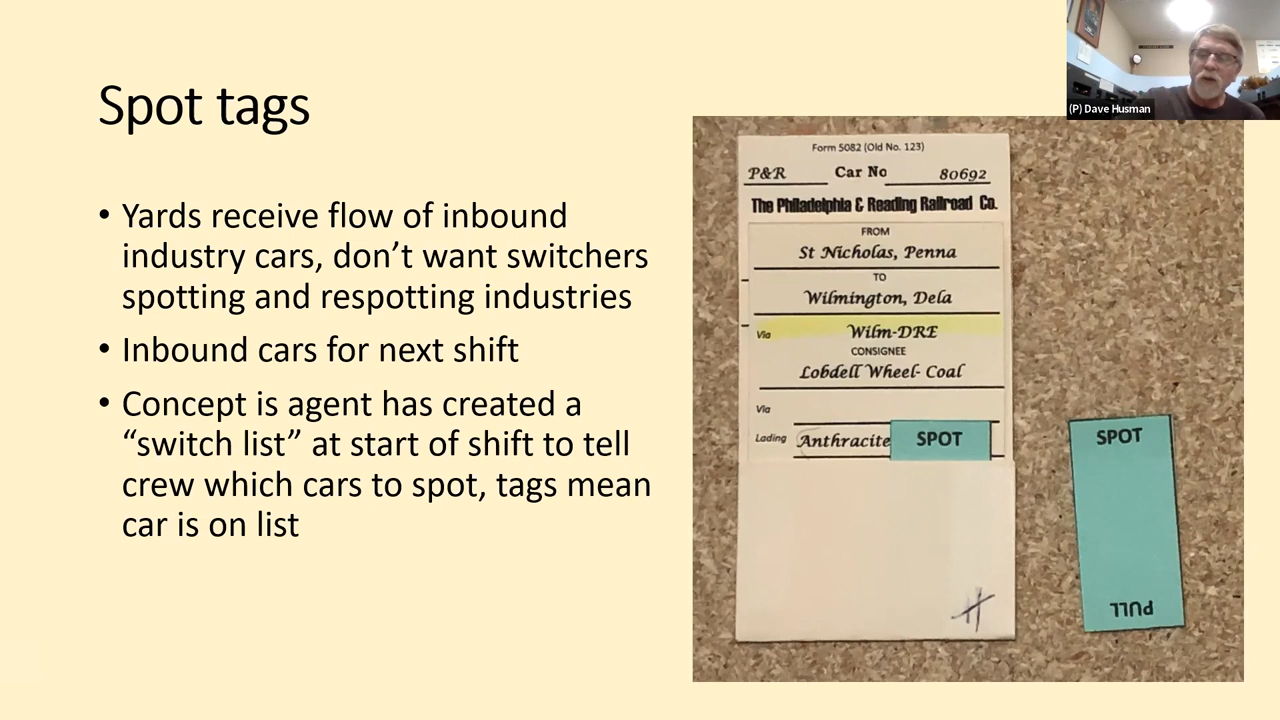 Spot tags
• Yards receive flow of inbound
industry cars, don’t want switchers
spotting and respotting industries
• Inbound cars for next shift
• Concept is agent has created a
“switch list” at start of shift to tell
crew which cars to spot, tags mean
car is on list
(P) Dave Husman
Form 5082 (Old No. 123)
P&R Car No 80692
The Philadelphia & Reading Railroad Co.
FROM
St Nicholas, Penna
TO
Wilmington, Dela
Via Wilm-DRE
CONSIGNEE
Lobdell Wheel- Coal
Via
Lading Anthracite SPOT
H
SPOT
PULL